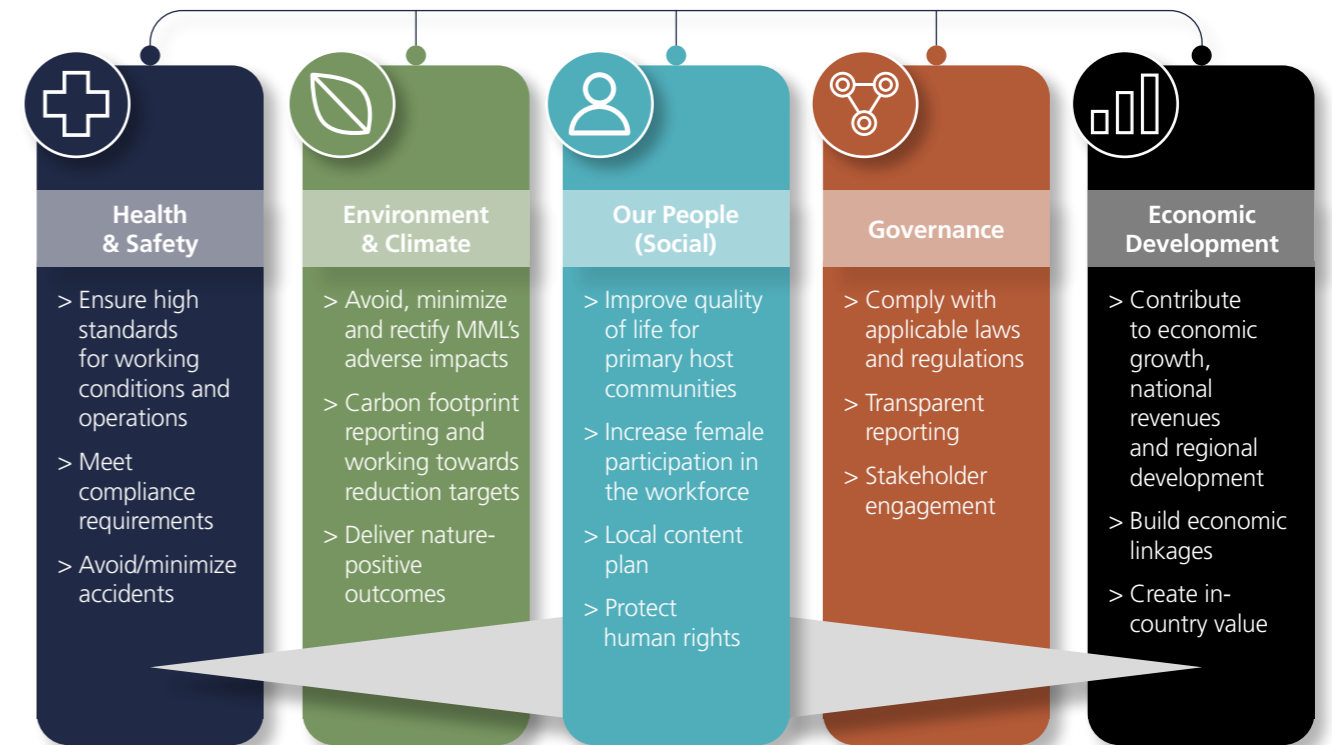 Health
& Safety
> Ensure high
standards
for working
conditions and
operations
> Meet
compliance
requirements
> Avoid/minimize
accidents
Environment
& Climate
> Avoid, minimize
and rectify MML's
adverse impacts
> Carbon footprint
reporting and
working towards
reduction targets
> Deliver nature-
positive
outcomes
Our People
(Social)
> Improve quality
of life for
primary host
communities
> Increase female
participation in
the workforce
> Local content
plan
> Protect
human rights
Governance
> Comply with
applicable laws
and regulations
> Transparent
reporting
> Stakeholder
engagement
Economic
Development
> Contribute
to economic
growth,
national
revenues
and regional
development
> Build economic
linkages
> Create in-
country value